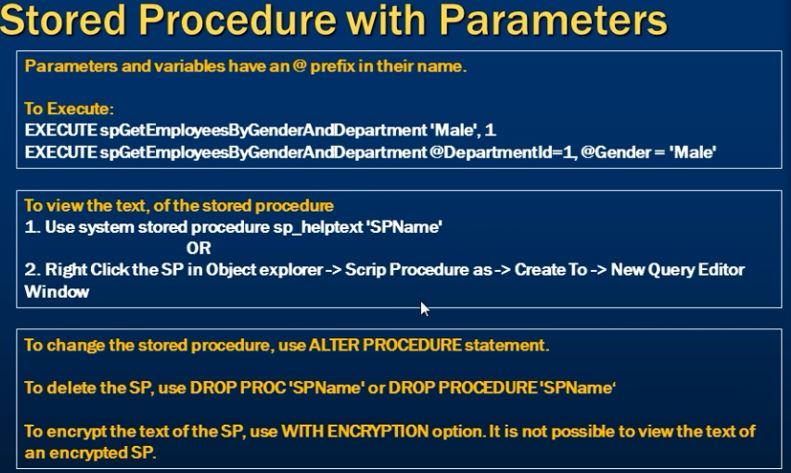 Stored Procedure with Parameters
Parameters and variables have an @ prefix in their name.
To Execute:
EXECUTE spGetEmployeesByGenderAndDepartment 'Male', 1
EXECUTE spGetEmployeesByGenderAndDepartment @DepartmentId=1, @Gender = 'Male'
To view the text, of the stored procedure
1. Use system stored procedure sp_helptext 'SPName'
OR
2. Right Click the SP in Object explorer -> Scrip Procedure as -> Create To -> New Query Editor
Window
To change the stored procedure, use ALTER PROCEDURE statement.
To delete the SP, use DROP PROC 'SPName' or DROP PROCEDURE 'SPName‘
To encrypt the text of the SP, use WITH ENCRYPTION option. It is not possible to view the text of
an encrypted SP.